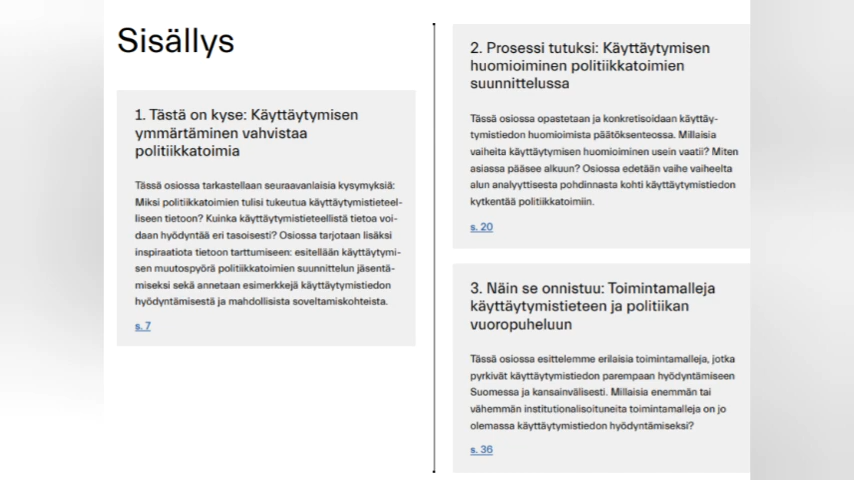 Sisällys
1. Tästä on kyse: Käyttäytymisen
ymmärtäminen vahvistaa
politiikkatoimia
Tässä osiossa tarkastellaan seuraavanlaisia kysymyksiä:
Miksi politiikkatoimien tulisi tukeutua käyttäytymistieteel-
liseen tietoon? Kuinka käyttäytymistieteellistä tietoa voi-
daan hyödyntää eri tasoisesti? Osiossa tarjotaan lisäksi
inspiraatiota tietoon tarttumiseen: esitellään käyttäytymi-
sen muutospyörä politiikkatoimien suunnittelun jäsentä-
miseksi sekä annetaan esimerkkejä käyttäytymistiedon
hyödyntämisestä ja mahdollisista soveltamiskohteista.
s. 7
2. Prosessi tutuksi: Käyttäytymisen
huomioiminen politiikkatoimien
suunnittelussa
Tässä osiossa opastetaan ja konkretisoidaan käyttäy-
tymistiedon huomioimista päätöksenteossa. Millaisia
vaiheita käyttäytymisen huomioiminen usein vaatii? Miten
asiassa pääsee alkuun? Osiossa edetään vaihe vaiheelta
alun analyyttisesta pohdinnasta kohti käyttäytymistiedon
kytkentää politiikkatoimiin.
s. 20
3. Näin se onnistuu: Toimintamalleja
käyttäytymistieteen ja politiikan
vuoropuheluun
Tässä osiossa esittelemme erilaisia toimintamalleja, jotka
pyrkivät käyttäytymistiedon parempaan hyödyntämiseen
Suomessa ja kansainvälisesti. Millaisia enemmän tai
vähemmän institutionalisoituneita toimintamalleja on jo
olemassa käyttäytymistiedon hyödyntämiseksi?
s. 36